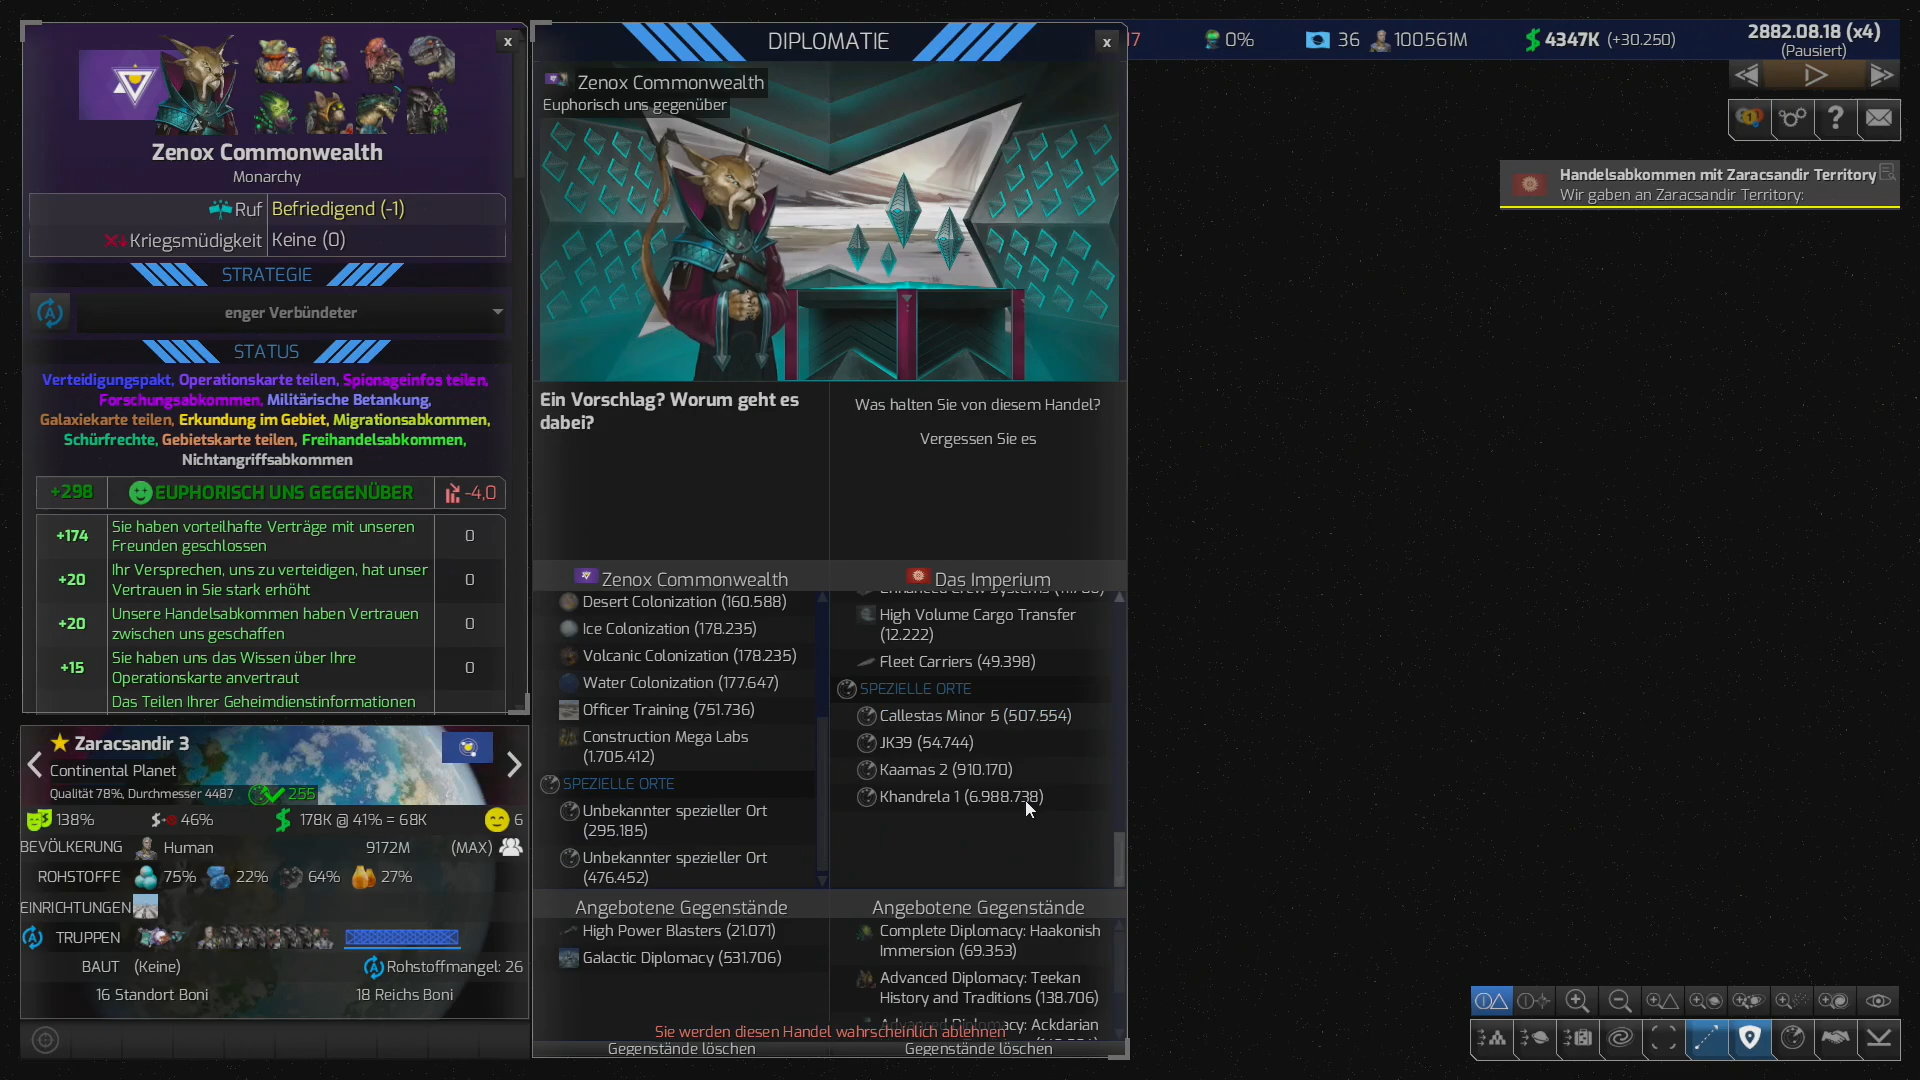 x
Zenox Commonwealth
Monarchy
Ruf Befriedigend (-1)
Kriegsmüdigkeit Keine (0)
STRATEGIE
enger Verbündeter
STATUS
Verteidigungspakt, Operationskarte teilen, Spionageinfos teilen,
Forschungsabkommen, Militärische Betankung,
Galaxiekarte teilen, Erkundung im Gebiet, Migrationsabkommen,
Schürfrechte, Gebietskarte teilen, Freihandelsabkommen,
Nichtangriffsabkommen
+298 EUPHORISCH UNS GEGENÜBER -4,0
+174 Sie haben vorteilhafte Verträge mit unseren
Freunden geschlossen 0
+20 Ihr Versprechen, uns zu verteidigen, hat unser
Vertrauen in Sie stark erhöht 0
+20 Unsere Handelsabkommen haben Vertrauen
zwischen uns geschaffen 0
+15 Sie haben uns das Wissen über Ihre
Operationskarte anvertraut 0
Das Teilen Ihrer Geheimdienstinformationen
Zaracsandir 3
Continental Planet
Qualität 78%, Durchmesser 4487 255
138% 46% 178K @ 41% = 68K 6
BEVÖLKERUNG Human 9172M (MAX)
ROHSTOFFE 75% 22% 64% 27%
EINRICHTUNGEN
TRUPPEN
BAUT (Keine) Rohstoffmangel: 26
16 Standort Boni 18 Reichs Boni
DIPLOMATIE
x
Zenox Commonwealth
Euphorisch uns gegenüber
Ein Vorschlag? Worum geht es
dabei?
Was halten Sie von diesem Handel?
Vergessen Sie es
Zenox Commonwealth
Desert Colonization (160.588)
Ice Colonization (178.235)
Volcanic Colonization (178.235)
Water Colonization (177.647)
Officer Training (751.736)
Construction Mega Labs
(1.705.412)
SPEZIELLE ORTE
Unbekannter spezieller Ort
(295.185)
Unbekannter spezieller Ort
(476.452)
Das Imperium
High Volume Cargo Transfer
(12.222)
Fleet Carriers (49.398)
SPEZIELLE ORTE
Callestas Minor 5 (507.554)
JK39 (54.744)
Kaamas 2 (910.170)
Khandrela 1 (6.988.738)
Angebotene Gegenstände
High Power Blasters (21.071)
Galactic Diplomacy (531.706)
Angebotene Gegenstände
Complete Diplomacy: Haakonish
Immersion (69.353)
Advanced Diplomacy: Teekan
History and Traditions (138.706)
Advanced Diplomacy: Ackdarian
Sie werden diesen Handel wahrscheinlich ablehnen
Gegenstände löschen
Gegenstände löschen
17 0% 36 100561M 4347K (+30.250)
2882.08.18 (x4)
(Pausiert)
Handelsabkommen mit Zaracsandir Territory
Wir gaben an Zaracsandir Territory: